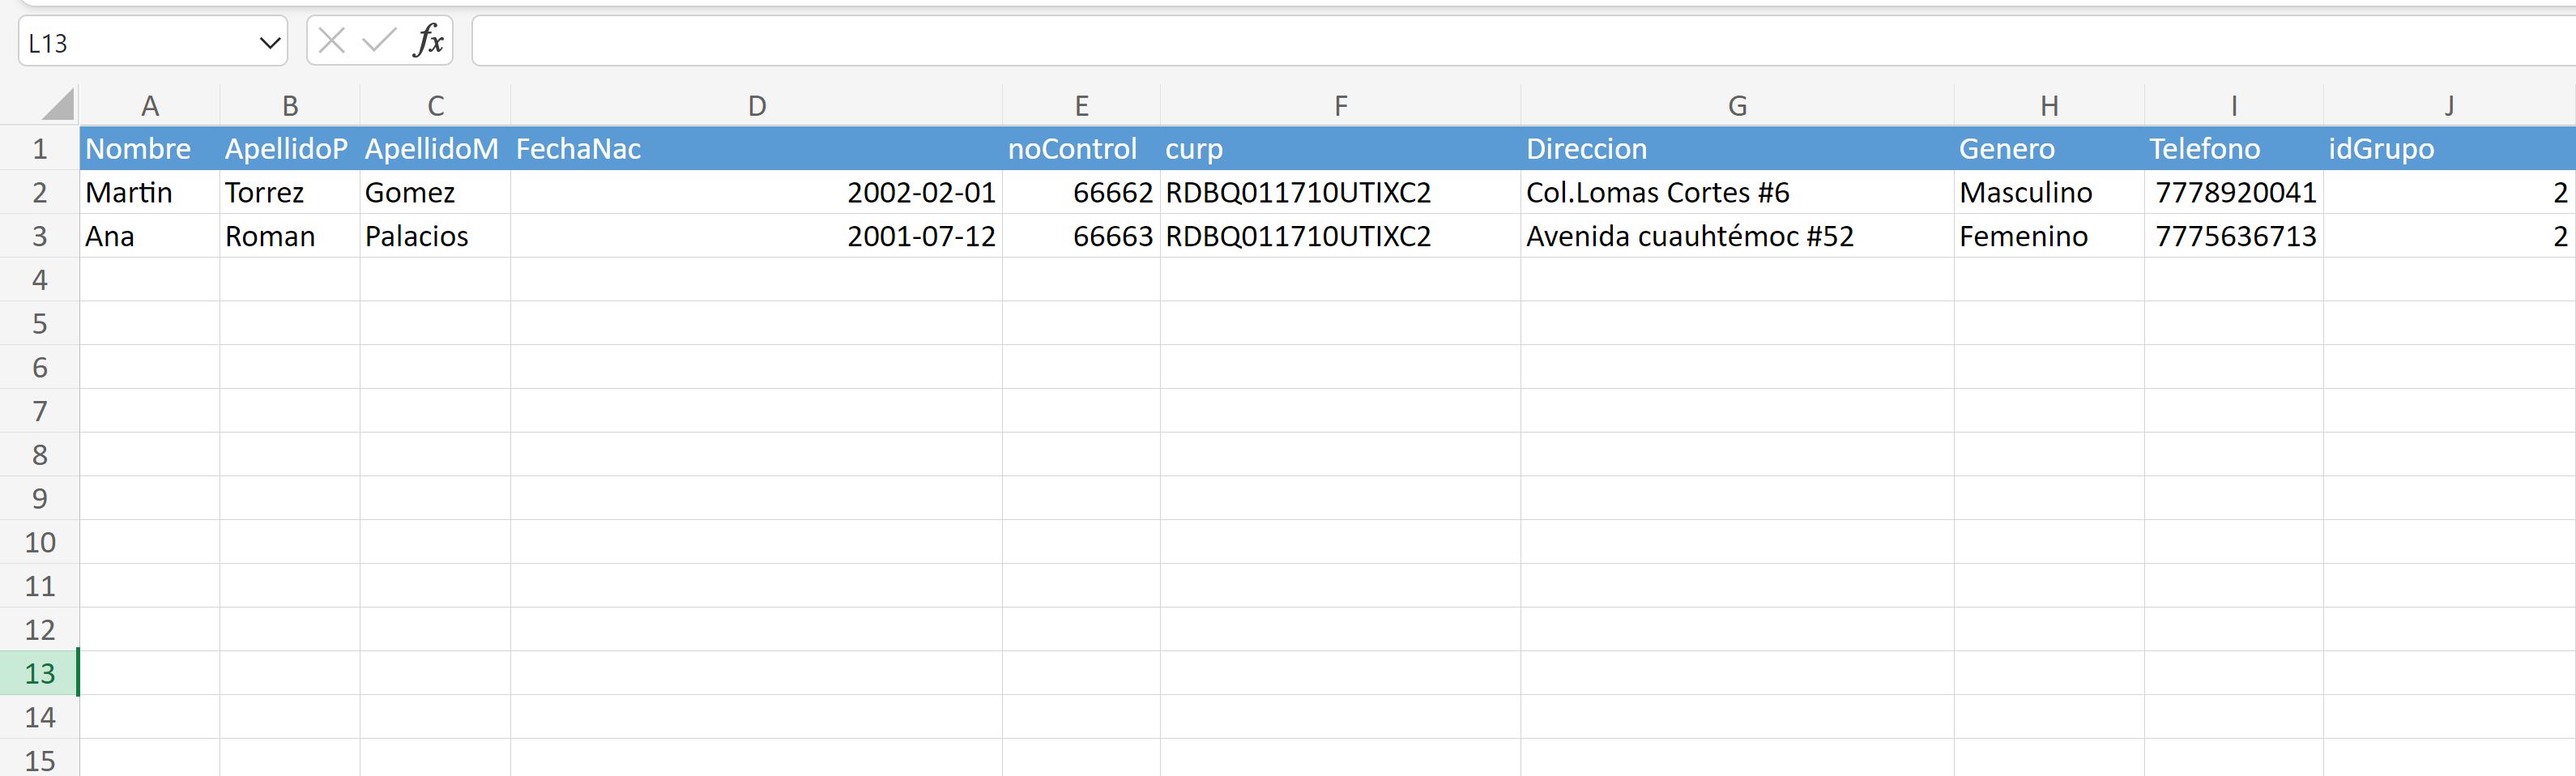 L13 fx
A B C D E F G H I J
1 Nombre ApellidoP ApellidoM FechaNac noControl curp Direccion Genero Telefono idGrupo
2 Martin Torrez Gomez 2002-02-01 66662 RDBQ011710UTIXC2 Col.Lomas Cortes #6 Masculino 7778920041 2
3 Ana Roman Palacios 2001-07-12 66663 RDBQ011710UTIXC2 Avenida cuauhtémoc #52 Femenino 7775636713 2
4
5
6
7
8
9
10
11
12
13
14
15